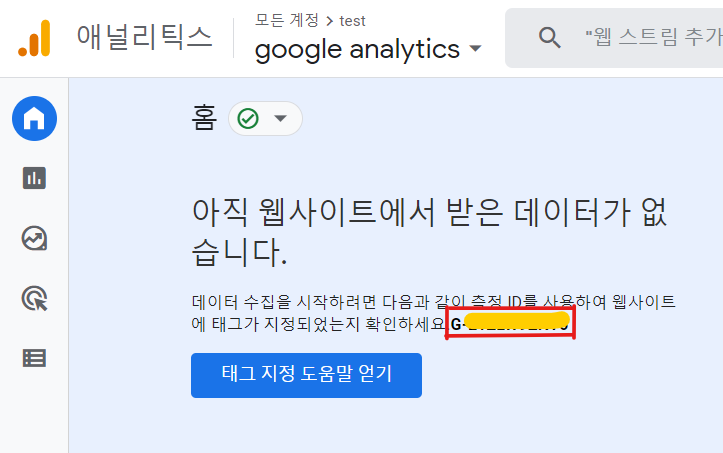 애널리틱스
모든 계정 > test
google analytics
"웹 스트림 추가
홈
아직 웹사이트에서 받은 데이터가 없
습니다.
데이터 수집을 시작하려면 다음과 같이 측정 ID를 사용하여 웹사이트
에 태그가 지정되었는지 확인하세요 G-
태그 지정 도움말 얻기